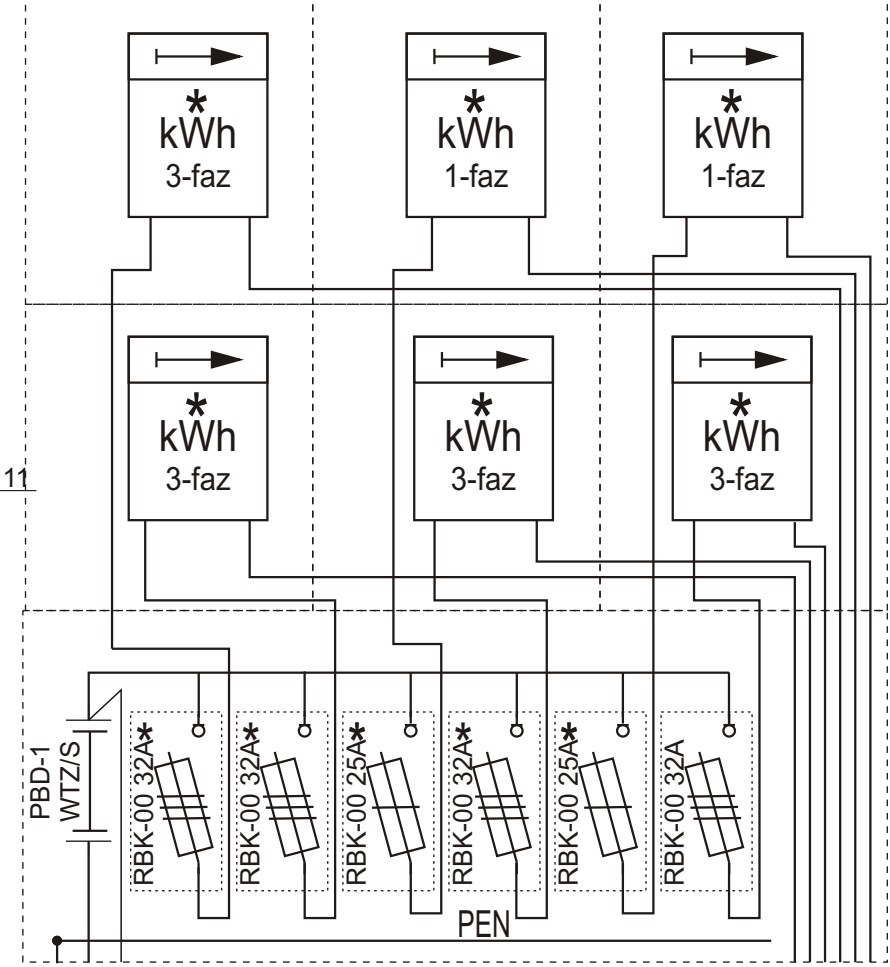 *
kWh
3-faz
*
kWh
1-faz
*
kWh
1-faz
*
kWh
3-faz
*
kWh
3-faz
*
kWh
3-faz
11
PBD-1
WTZ/S
RBK-00 32A*
RBK-00 32A*
RBK-00 25A*
RBK-00 32A*
RBK-00 25A*
RBK-00 32A
PEN